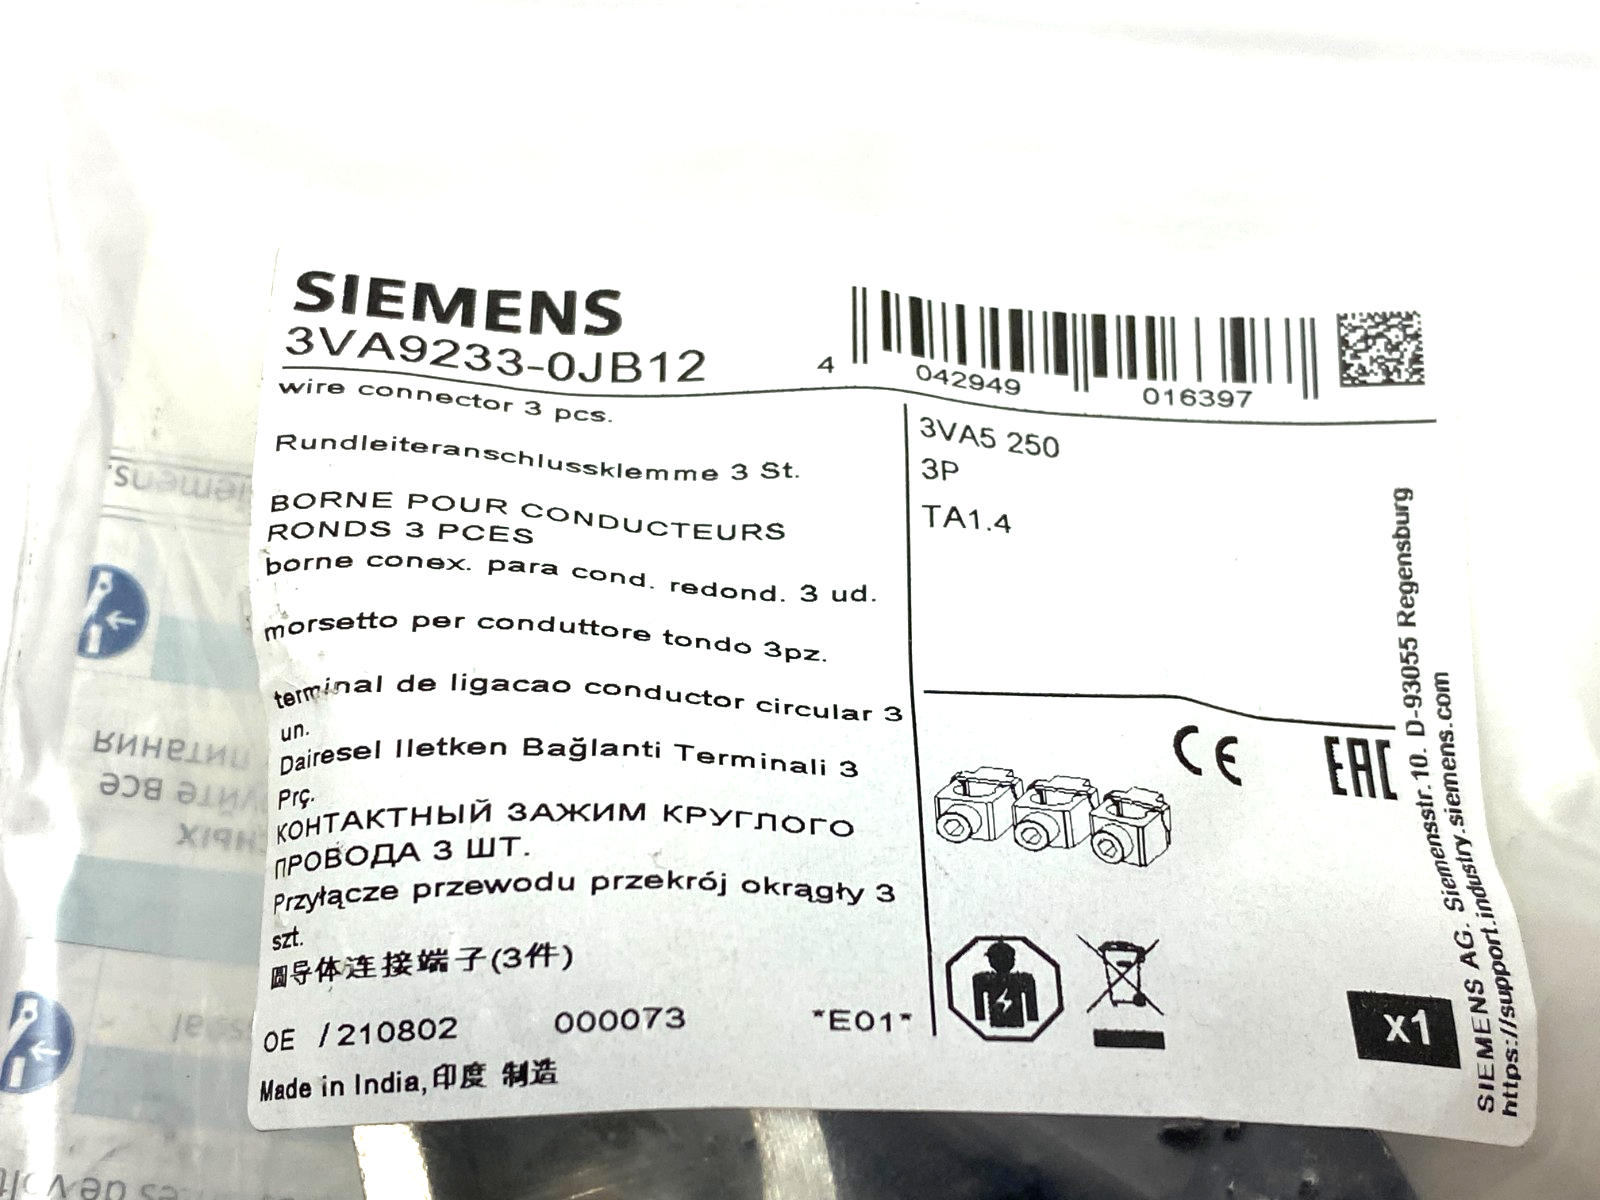 SIEMENS
3VA9233-0JB12
4 042949 016397
wire connector 3 pcs.
Rundleiteranschlussklemme 3 St.
BORNE POUR CONDUCTEURS
RONDS 3 PCES
borne conex. para cond. redond. 3 ud.
morsetto per conduttore tondo 3pz.
terminal de ligacao conductor circular 3
un.
Dairesel Iletken Bağlanti Terminali 3
Prç.
КОНТАКТНЫЙ ЗАЖИМ КРУГЛОГО
ПРОВОДА 3 ШТ.
Przyłącze przewodu przekrój okrągły 3
szt.
圆导体连接端子(3件)
OE /210802 000073 *E01*
Made in India,印度 制造
3VA5 250
3P
TA1.4
CE EAC
x1
SIEMENS AG. Siemensstr. 10. D-93055 Regensburg
https://support.industry.siemens.com